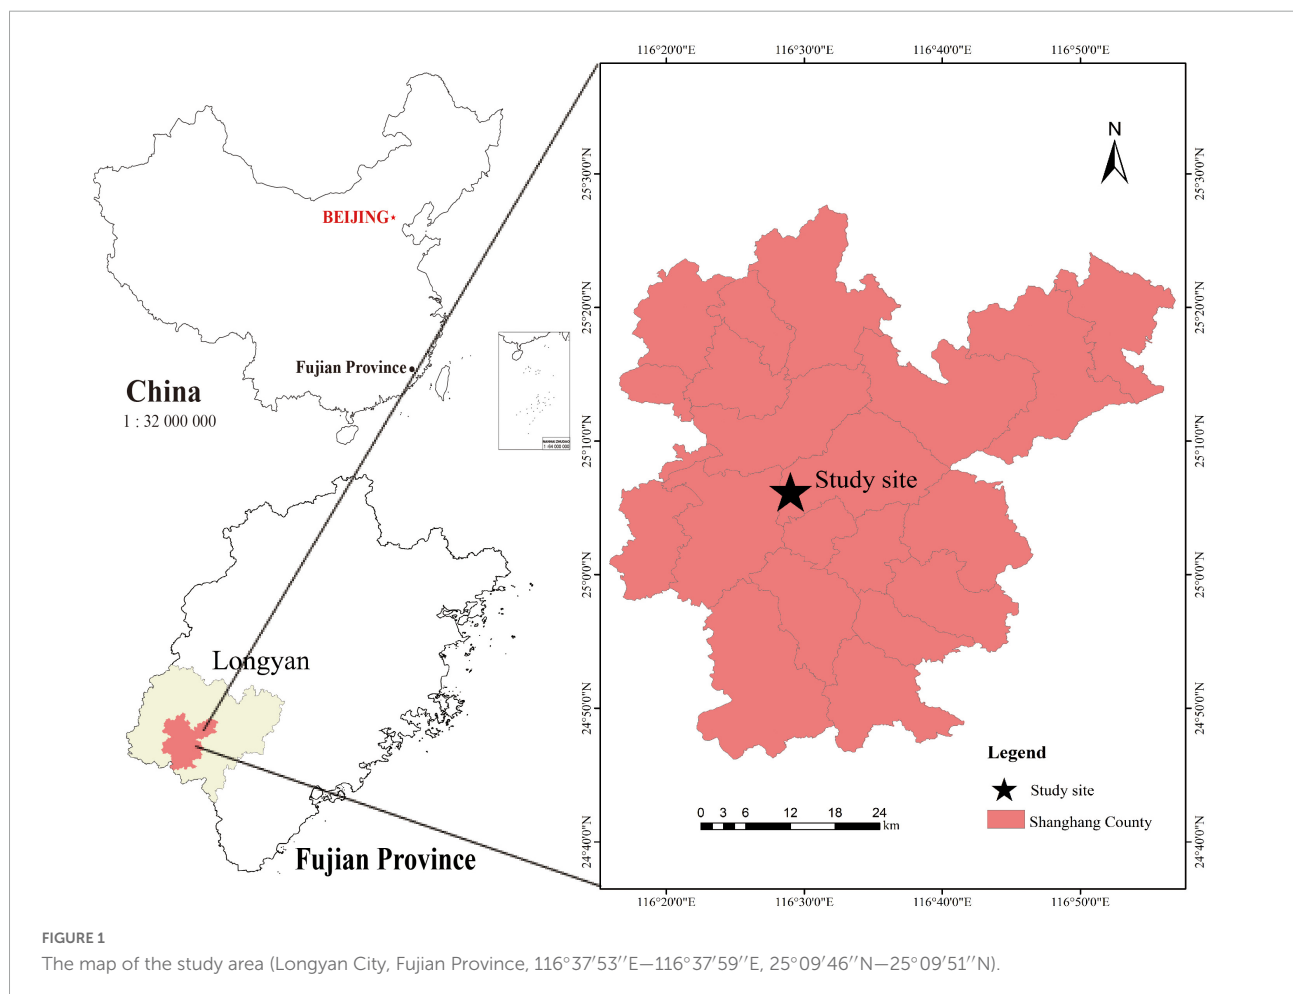 116°20'0"E
116°30'0"E
116°40'0"E
116°50'0"E
N
25°30'0"N
25°30'0"N
BEIJING
25°20'0"N
25°20'0"N
Fujian Province
China
1 : 32 000 000
25°10'0"N
25°10'0"N
Study site
25°0'0"N
25°0'0"N
Longyan
24°50'0"N
24°50'0"N
Legend
Study site
Shanghang County
0 3 6 12 18 24
km
24°40'0"N
24°40'0"N
Fujian Province
116°20'0"E
116°30'0"E
116°40'0"E
116°50'0"E
FIGURE 1
The map of the study area (Longyan City, Fujian Province, 116°37′53′′E—116°37′59′′E, 25°09′46′′N—25°09′51′′N).